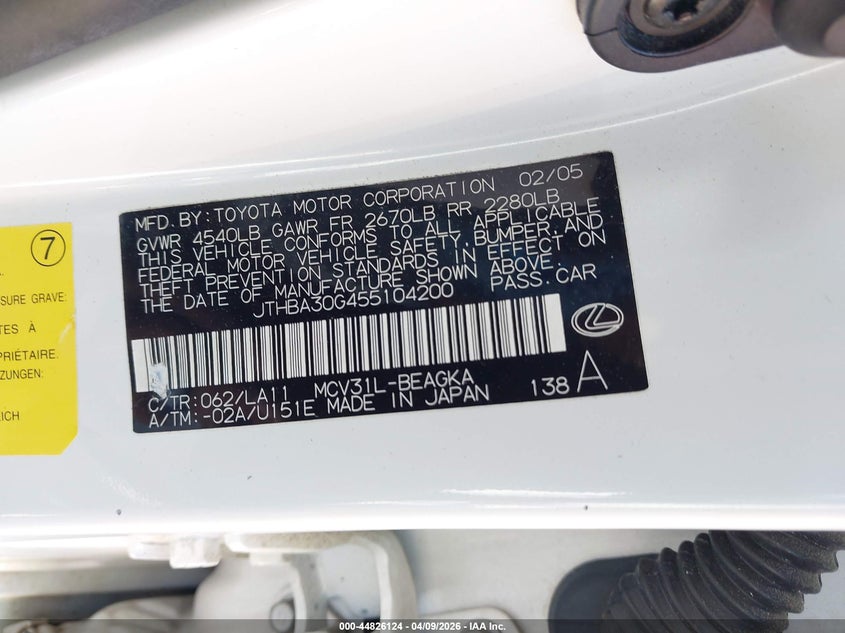 MFD. BY: TOYOTA MOTOR CORPORATION 02/05
GVWR 4540LB GAWR FR 2670LB RR 2280LB
THIS VEHICLE CONFORMS TO ALL APPLICABLE
FEDERAL MOTOR VEHICLE SAFETY, BUMPER, AND
THEFT PREVENTION STANDARDS IN EFFECT ON
THE DATE OF MANUFACTURE SHOWN ABOVE.
JTHBA30G455104200 PASS. CAR
C/TR: 062/LA11 MCV31L-BEAGKA
A/TM: -02A/U151E MADE IN JAPAN 138 A
7
A.
SURE GRAVE:
TES À
PRIÉTAIRE.
ZUNGEN:
LICH
000-44826124 | 04/09/2026 - IAA Inc.